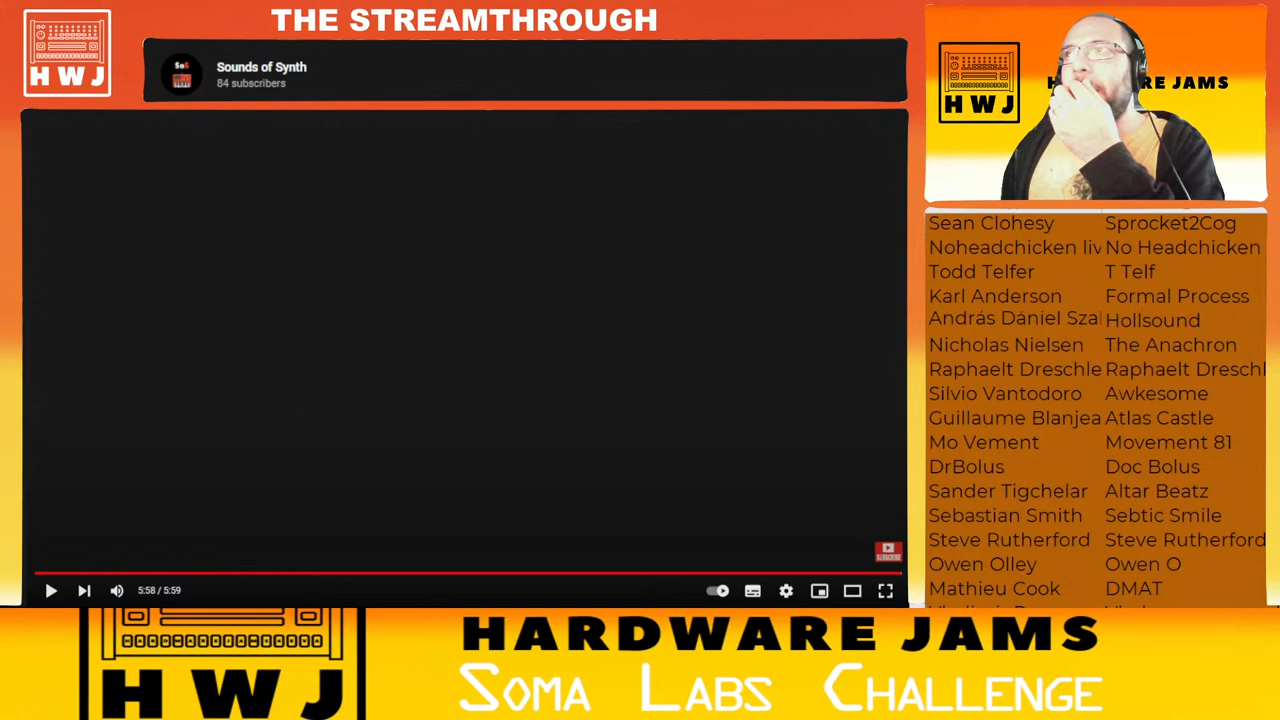 THE STREAMTHROUGH
HWJ
SoS
Sounds of Synth
84 subscribers
HWJ
RE JAMS
Sean Clohesy Sprocket2Cog
Noheadchicken liv No Headchicken
Todd Telfer T Telf
Karl Anderson Formal Process
András Dániel Sza Hollsound
Nicholas Nielsen The Anachron
Raphaelt Dreschle Raphaelt Dreschl
Silvio Vantodoro Awkesome
Guillaume Blanjea Atlas Castle
Mo Vement Movement 81
DrBolus Doc Bolus
Sander Tigchelar Altar Beatz
Sebastian Smith Sebtic Smile
Steve Rutherford Steve Rutherford
Owen Olley Owen O
Mathieu Cook DMAT
SUBSCRIBE
5:58 / 5:59
HWJ
HARDWARE JAMS
SOMA LABS CHALLENGE